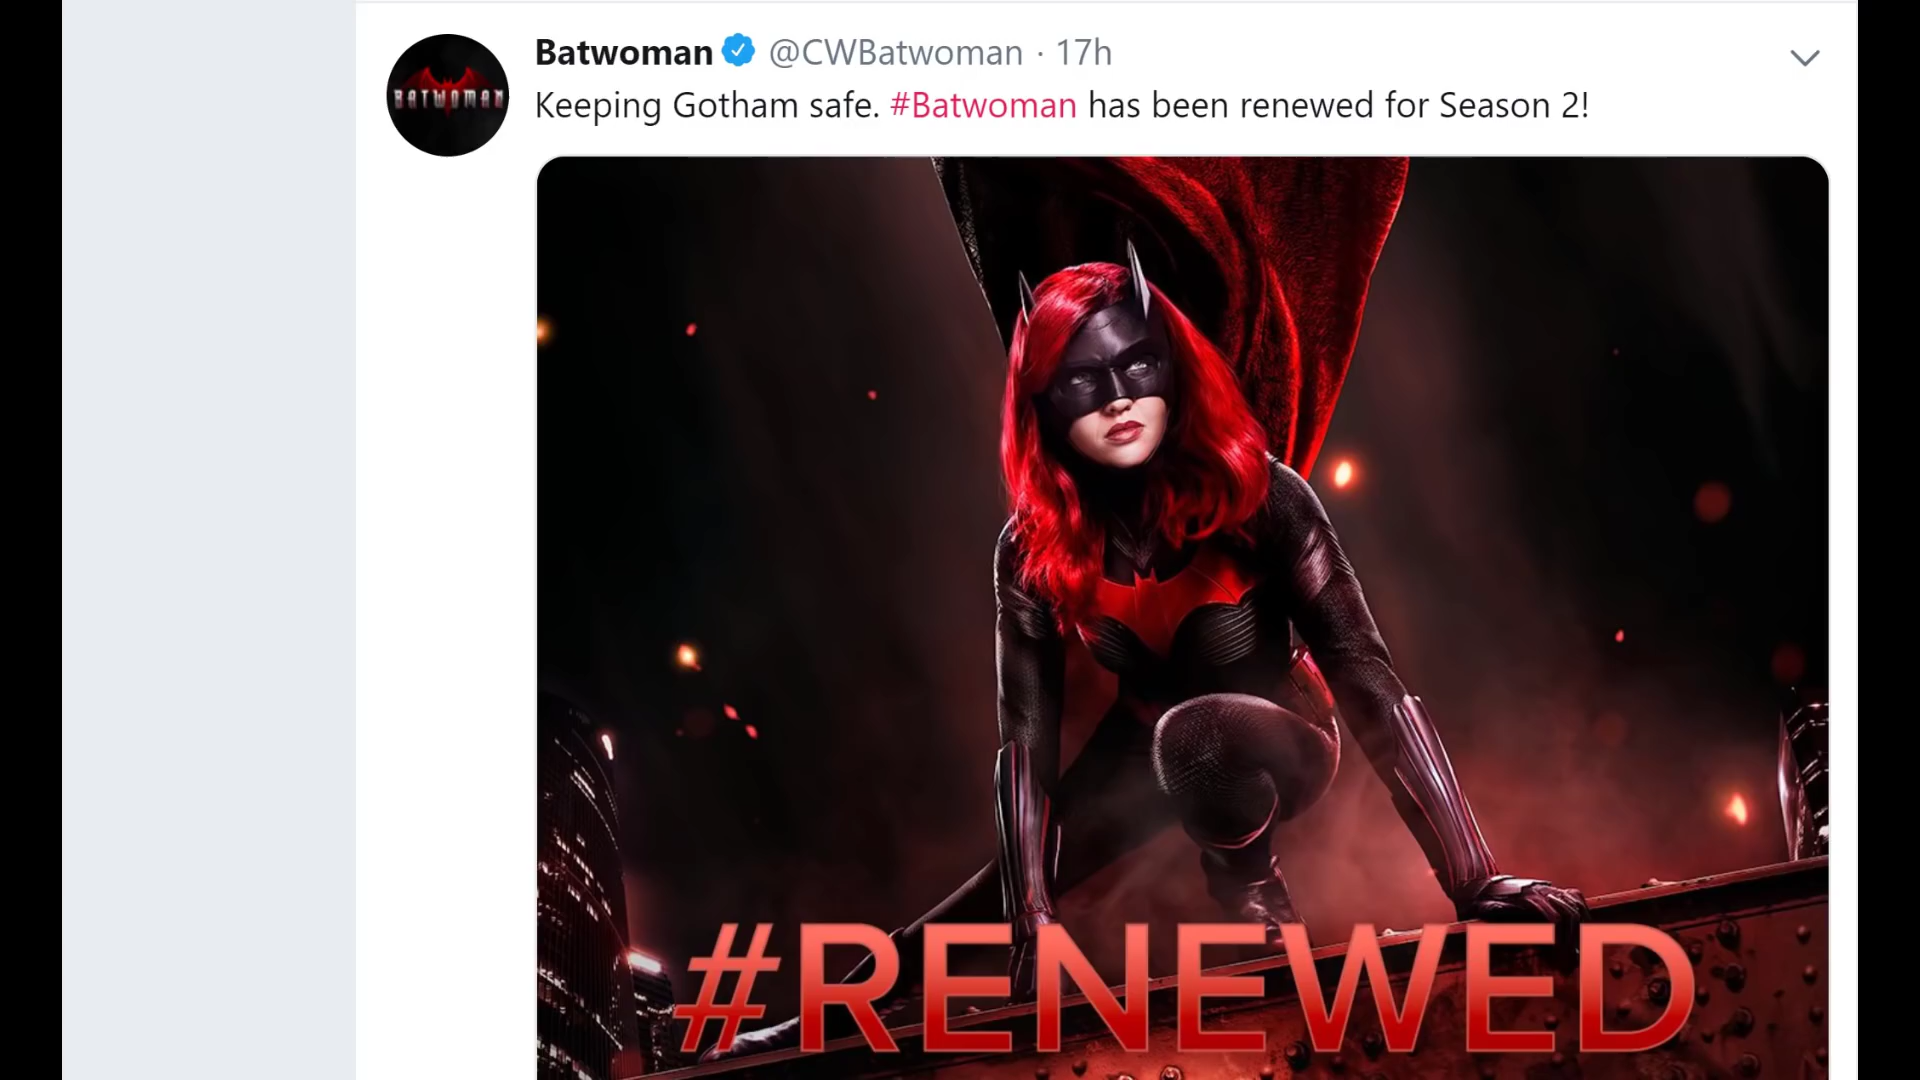 Batwoman @CWBatwoman · 17h
BATWOMAN
Keeping Gotham safe. #Batwoman has been renewed for Season 2!
#RENEWED